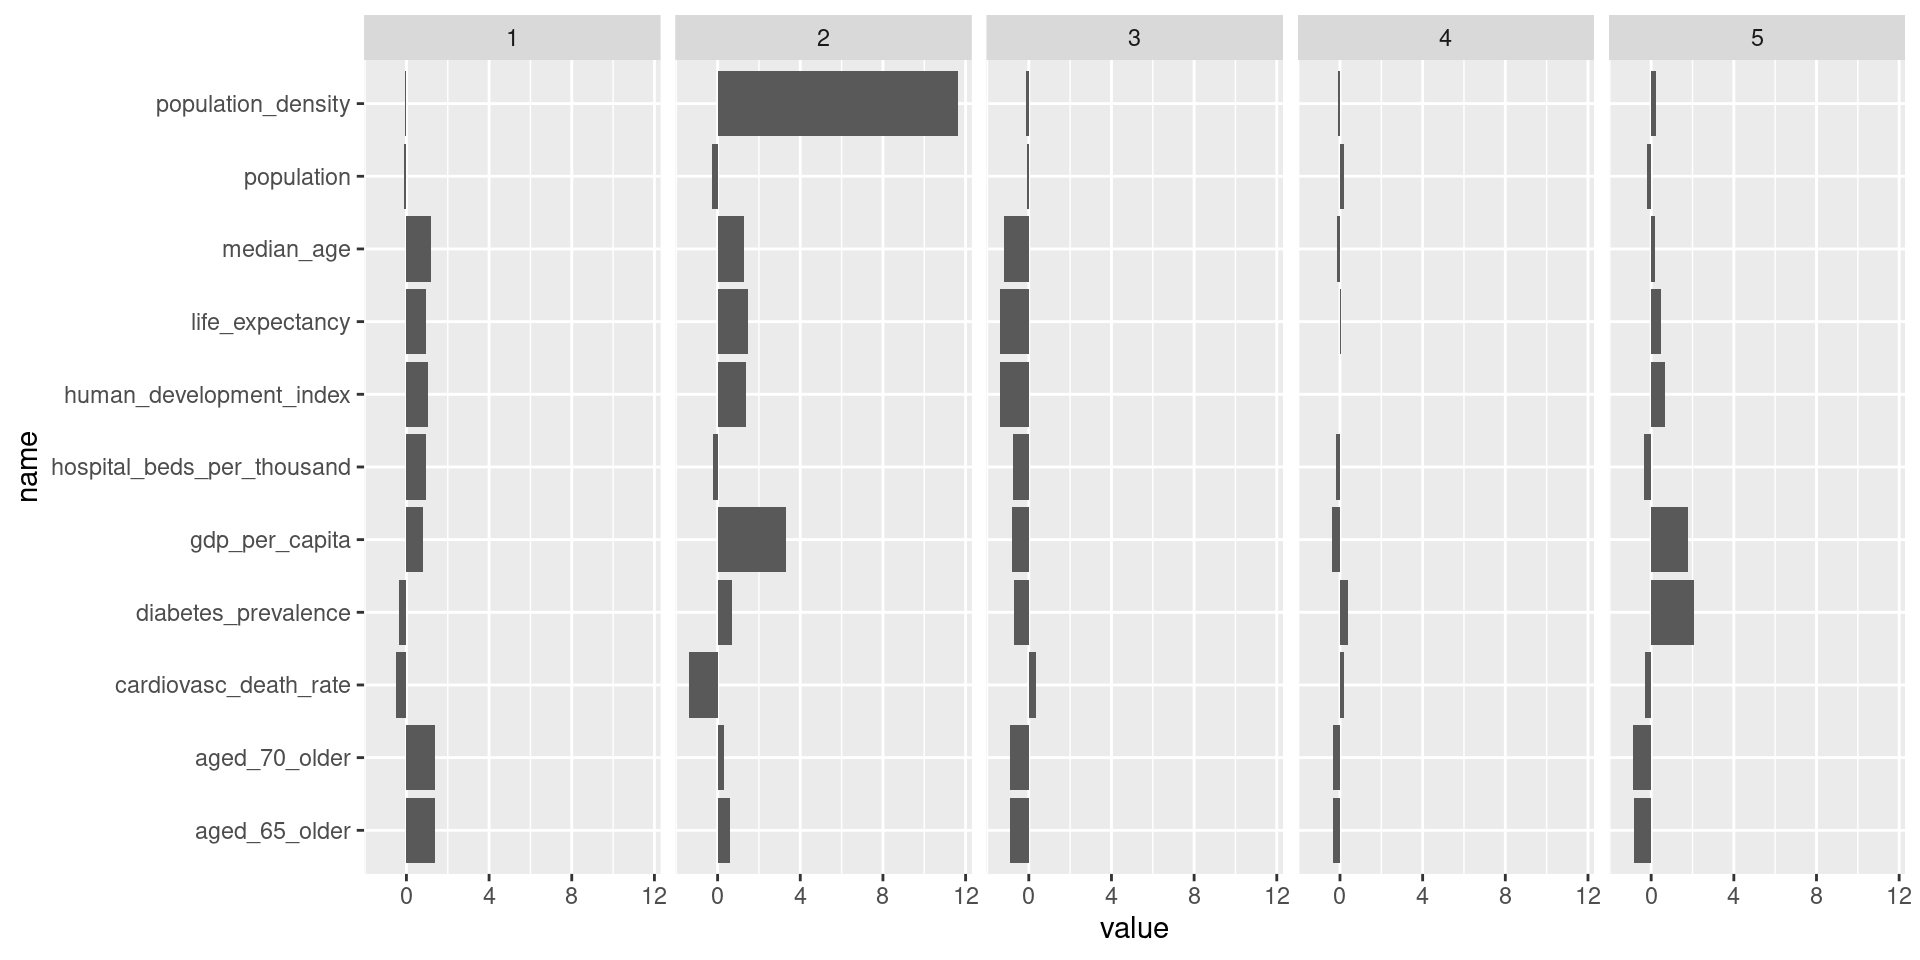 1 2 3 4 5
population_density
population
median_age
life_expectancy
human_development_index
hospital_beds_per_thousand
gdp_per_capita
diabetes_prevalence
cardiovasc_death_rate
aged_70_older
aged_65_older
name
0 4 8 12 0 4 8 12 0 4 8 12 0 4 8 12 0 4 8 12
value